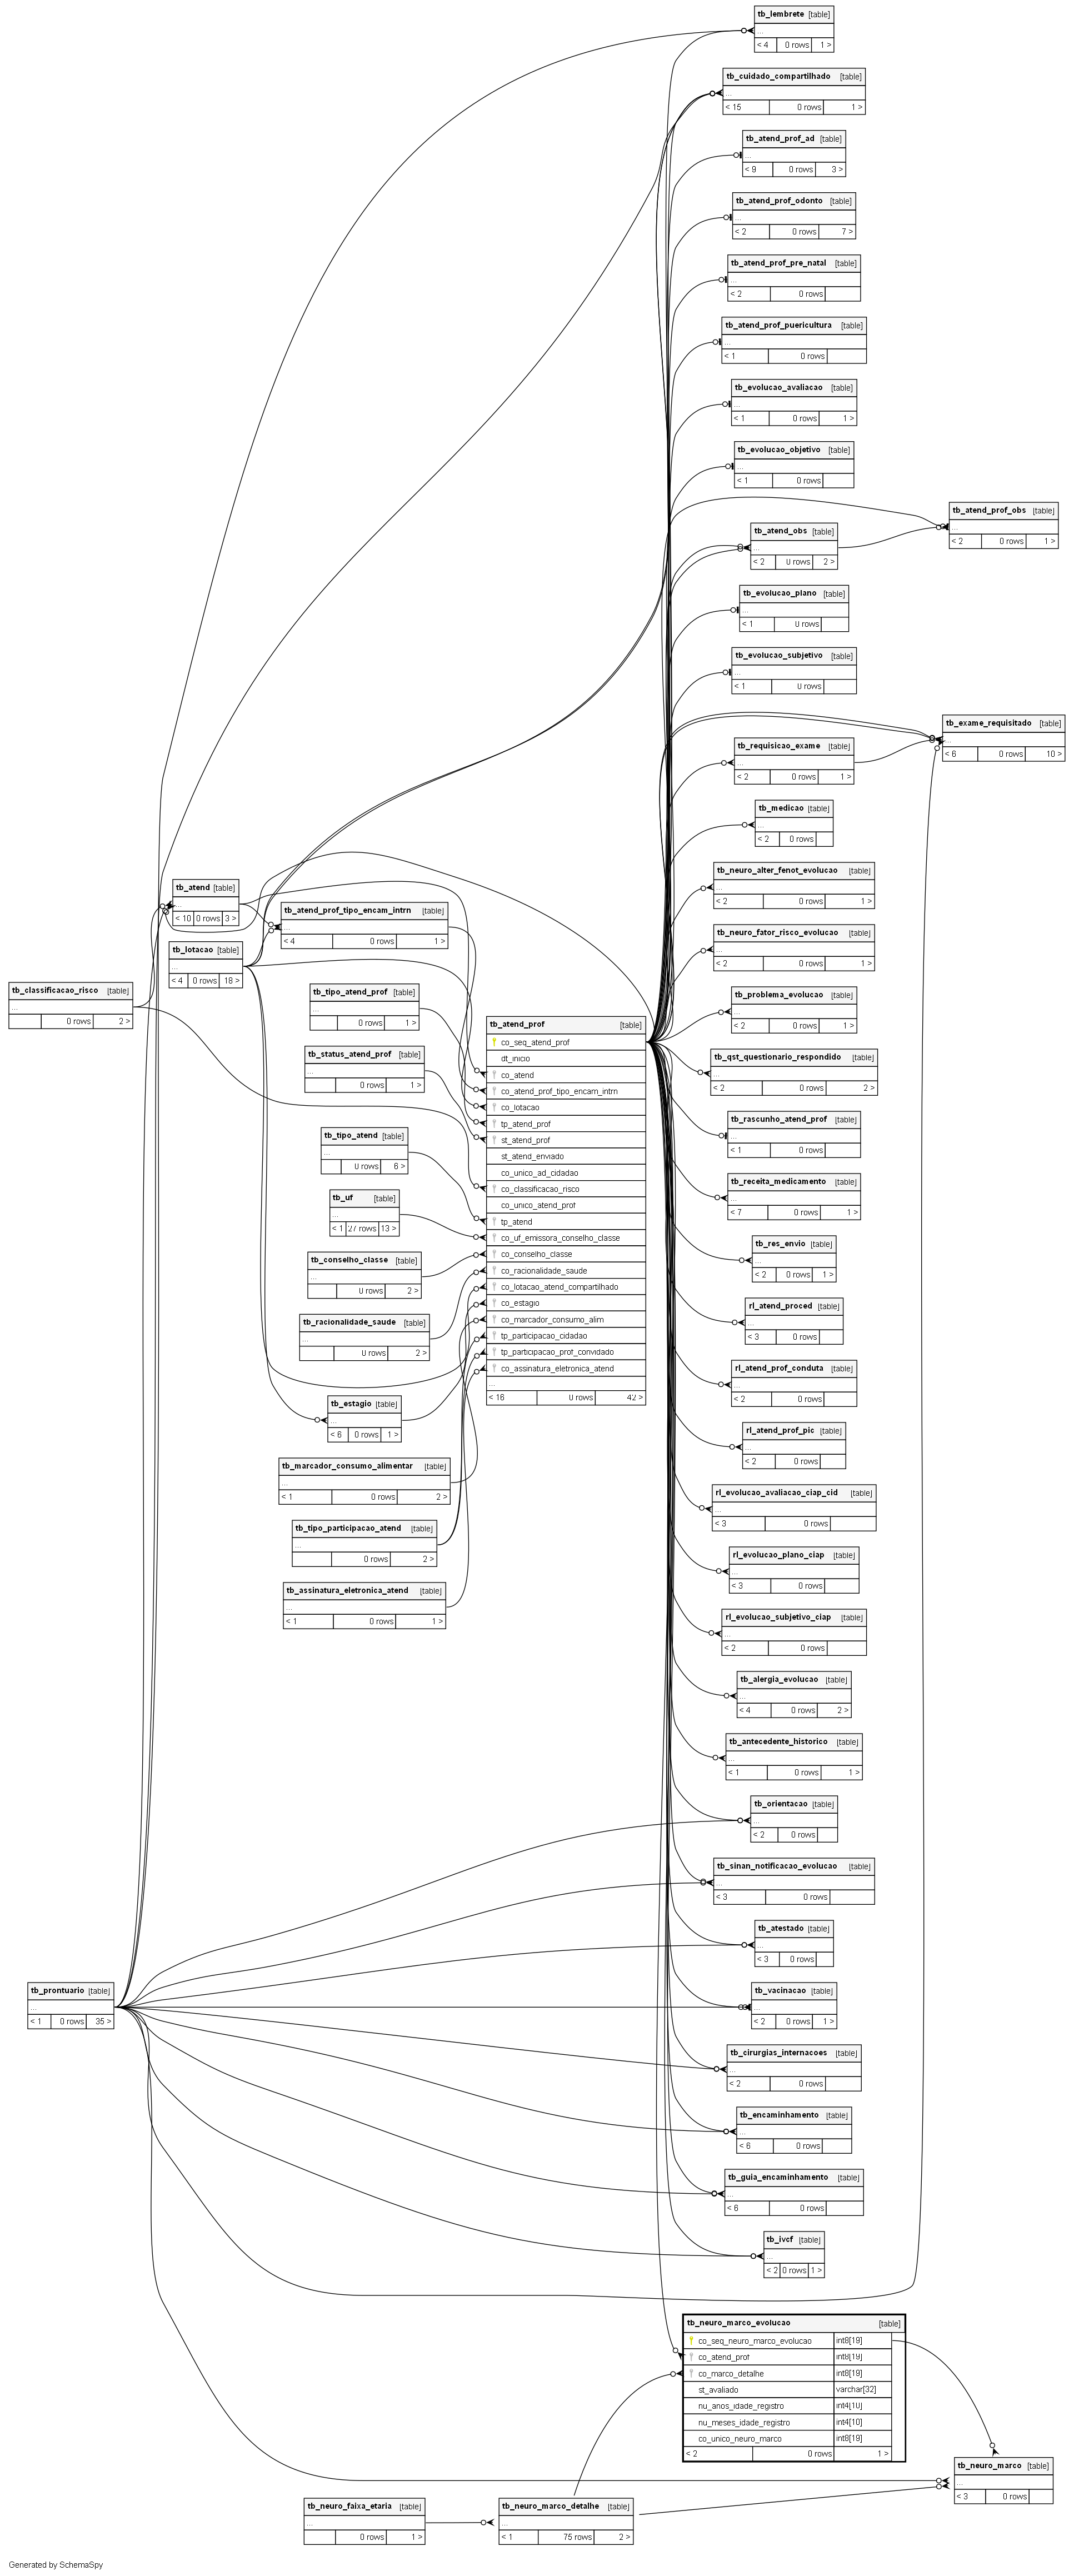 tb_lembrete [table]
...
< 4 0 rows 1 >
tb_cuidado_compartilhado [table]
...
< 15 0 rows 1 >
tb_atend_prof_ad [table]
...
< 9 0 rows 3 >
tb_atend_prof_odonto [table]
...
< 2 0 rows 7 >
tb_atend_prof_pre_natal [table]
...
< 2 0 rows
tb_atend_prof_puericultura [table]
...
< 1 0 rows
tb_evolucao_avaliacao [table]
...
< 1 0 rows 1 >
tb_evolucao_objetivo [table]
...
< 1 0 rows
tb_atend_prof_obs [table]
...
< 2 0 rows 1 >
tb_atend_obs [table]
...
< 2 0 rows 2 >
tb_evolucao_plano [table]
...
< 1 0 rows
tb_evolucao_subjetivo [table]
...
< 1 0 rows
tb_exame_requisitado [table]
...
< 6 0 rows 10 >
tb_requisicao_exame [table]
...
< 2 0 rows 1 >
tb_medicao [table]
...
< 2 0 rows
tb_neuro_alter_fenot_evolucao [table]
...
< 2 0 rows 1 >
tb_neuro_fator_risco_evolucao [table]
...
< 2 0 rows 1 >
tb_problema_evolucao [table]
...
< 2 0 rows 1 >
tb_qst_questionario_respondido [table]
...
< 2 0 rows 2 >
tb_rascunho_atend_prof [table]
...
< 1 0 rows
tb_receita_medicamento [table]
...
< 7 0 rows 1 >
tb_res_envio [table]
...
< 2 0 rows 1 >
rl_atend_proced [table]
...
< 3 0 rows
rl_atend_prof_conduta [table]
...
< 2 0 rows
rl_atend_prof_pic [table]
...
< 2 0 rows
rl_evolucao_avaliacao_ciap_cid [table]
...
< 3 0 rows
rl_evolucao_plano_ciap [table]
...
< 3 0 rows
rl_evolucao_subjetivo_ciap [table]
...
< 2 0 rows
tb_alergia_evolucao [table]
...
< 4 0 rows 2 >
tb_antecedente_historico [table]
...
< 1 0 rows 1 >
tb_orientacao [table]
...
< 2 0 rows
tb_sinan_notificacao_evolucao [table]
...
< 3 0 rows
tb_atestado [table]
...
< 3 0 rows
tb_vacinacao [table]
...
< 2 0 rows 1 >
tb_cirurgias_internacoes [table]
...
< 2 0 rows
tb_encaminhamento [table]
...
< 6 0 rows
tb_guia_encaminhamento [table]
...
< 6 0 rows
tb_ivcf [table]
...
< 2 0 rows 1 >
tb_atend [table]
...
< 10 0 rows 3 >
tb_lotacao [table]
...
< 4 0 rows 18 >
tb_classificacao_risco [table]
...
0 rows 2 >
tb_atend_prof_tipo_encam_intrn [table]
...
< 4 0 rows 1 >
tb_tipo_atend_prof [table]
...
0 rows 1 >
tb_status_atend_prof [table]
...
0 rows 1 >
tb_tipo_atend [table]
...
0 rows 6 >
tb_uf [table]
...
< 1 27 rows 13 >
tb_conselho_classe [table]
...
0 rows 2 >
tb_racionalidade_saude [table]
...
0 rows 2 >
tb_estagio [table]
...
< 6 0 rows 1 >
tb_marcador_consumo_alimentar [table]
...
< 1 0 rows 2 >
tb_tipo_participacao_atend [table]
...
0 rows 2 >
tb_assinatura_eletronica_atend [table]
...
< 1 0 rows 1 >
tb_atend_prof [table]
co_seq_atend_prof
dt_inicio
co_atend
co_atend_prof_tipo_encam_intrn
co_lotacao
tp_atend_prof
st_atend_prof
st_atend_enviado
co_unico_ad_cidadao
co_classificacao_risco
co_unico_atend_prof
tp_atend
co_uf_emissora_conselho_classe
co_conselho_classe
co_racionalidade_saude
co_lotacao_atend_compartilhado
co_estagio
co_marcador_consumo_alim
tp_participacao_cidadao
tp_participacao_prof_convidado
co_assinatura_eletronica_atend
...
< 16 0 rows 42 >
tb_prontuario [table]
...
< 1 0 rows 35 >
tb_neuro_marco_evolucao [table]
co_seq_neuro_marco_evolucao int8[19]
co_atend_prof int8[19]
co_marco_detalhe int8[19]
st_avaliado varchar[32]
nu_anos_idade_registro int4[10]
nu_meses_idade_registro int4[10]
co_unico_neuro_marco int8[19]
< 2 0 rows 1 >
tb_neuro_marco [table]
...
< 3 0 rows
tb_neuro_faixa_etaria [table]
...
0 rows 1 >
tb_neuro_marco_detalhe [table]
...
< 1 75 rows 2 >
Generated by SchemaSpy